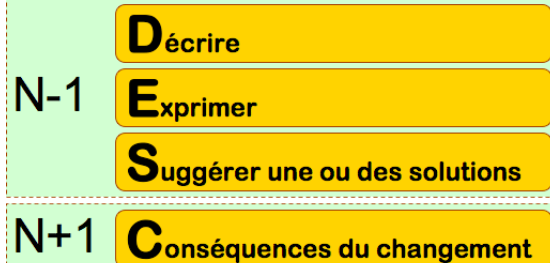 Décrire
N-1
Exprimer
Suggérer une ou des solutions
N+1
Conséquences du changement